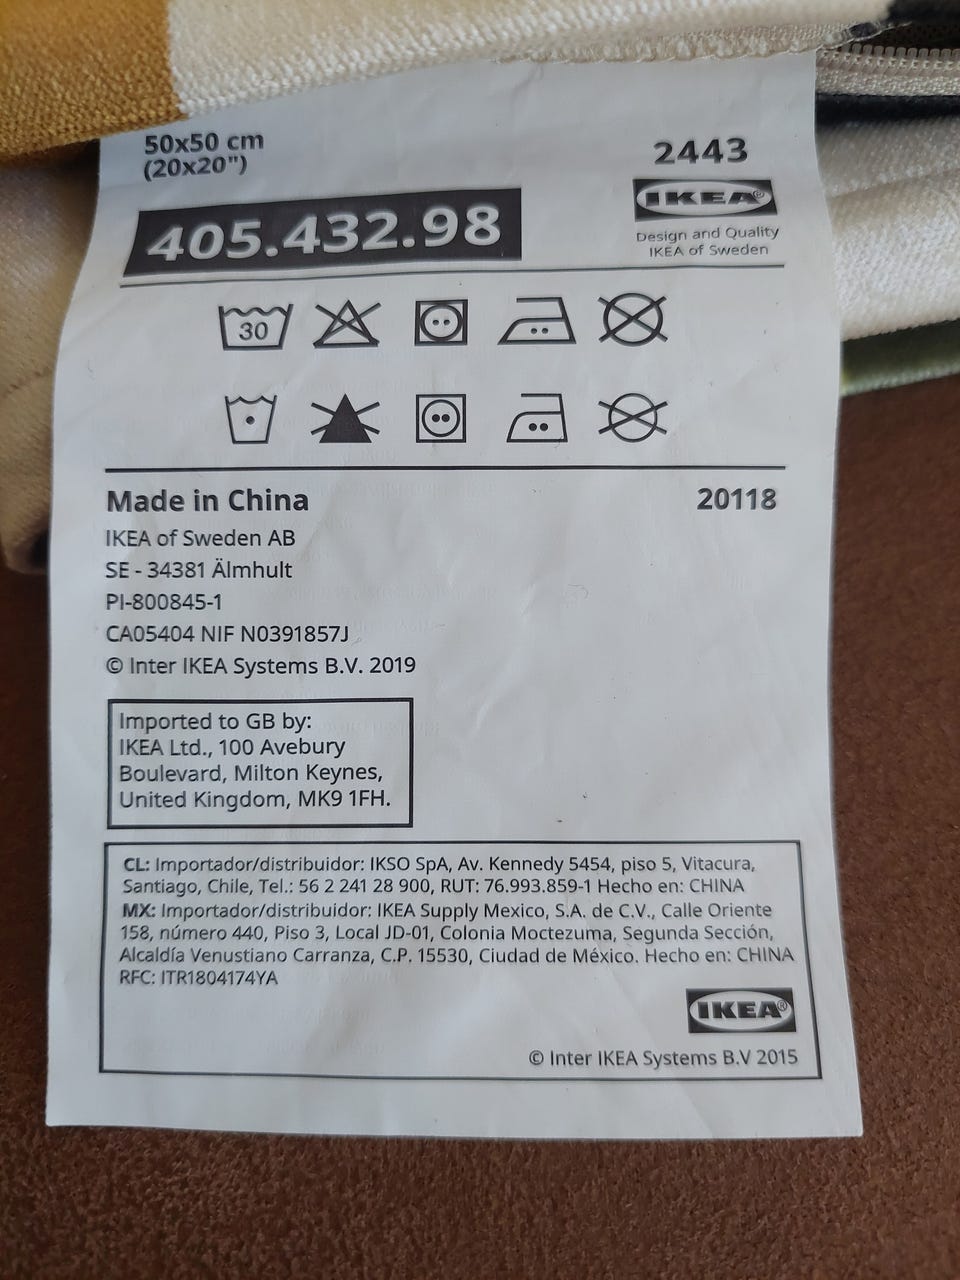 50x50 cm
(20x20")
2443
405.432.98
IKEA®
Design and Quality
IKEA of Sweden
30
Made in China
20118
IKEA of Sweden AB
SE - 34381 Älmhult
PI-800845-1
CA05404 NIF N0391857J
© Inter IKEA Systems B.V. 2019
Imported to GB by:
IKEA Ltd., 100 Avebury
Boulevard, Milton Keynes,
United Kingdom, MK9 1FH.
CL: Importador/distribuidor: IKSO SpA, Av. Kennedy 5454, piso 5, Vitacura,
Santiago, Chile, Tel.: 56 2 241 28 900, RUT: 76.993.859-1 Hecho en: CHINA
MX: Importador/distribuidor: IKEA Supply Mexico, S.A. de C.V., Calle Oriente
158, número 440, Piso 3, Local JD-01, Colonia Moctezuma, Segunda Sección,
Alcaldía Venustiano Carranza, C.P. 15530, Ciudad de México. Hecho en: CHINA
RFC: ITR1804174YA
IKEA®
© Inter IKEA Systems B.V 2015